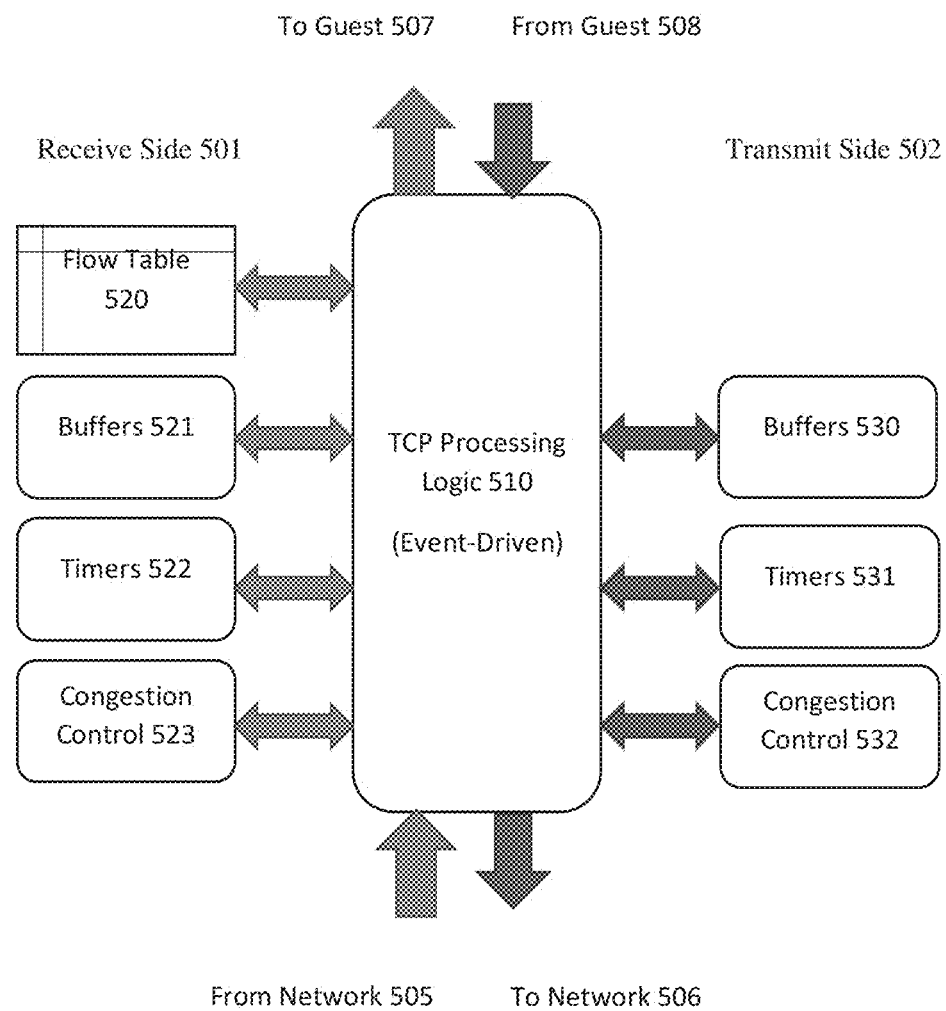 To Guest 507
From Guest 508
Receive Side 501
Transmit Side 502
Flow Table
520
Buffers 521
TCP Processing
Logic 510
(Event-Driven)
Buffers 530
Timers 522
Timers 531
Congestion
Control 523
Congestion
Control 532
From Network 505
To Network 506